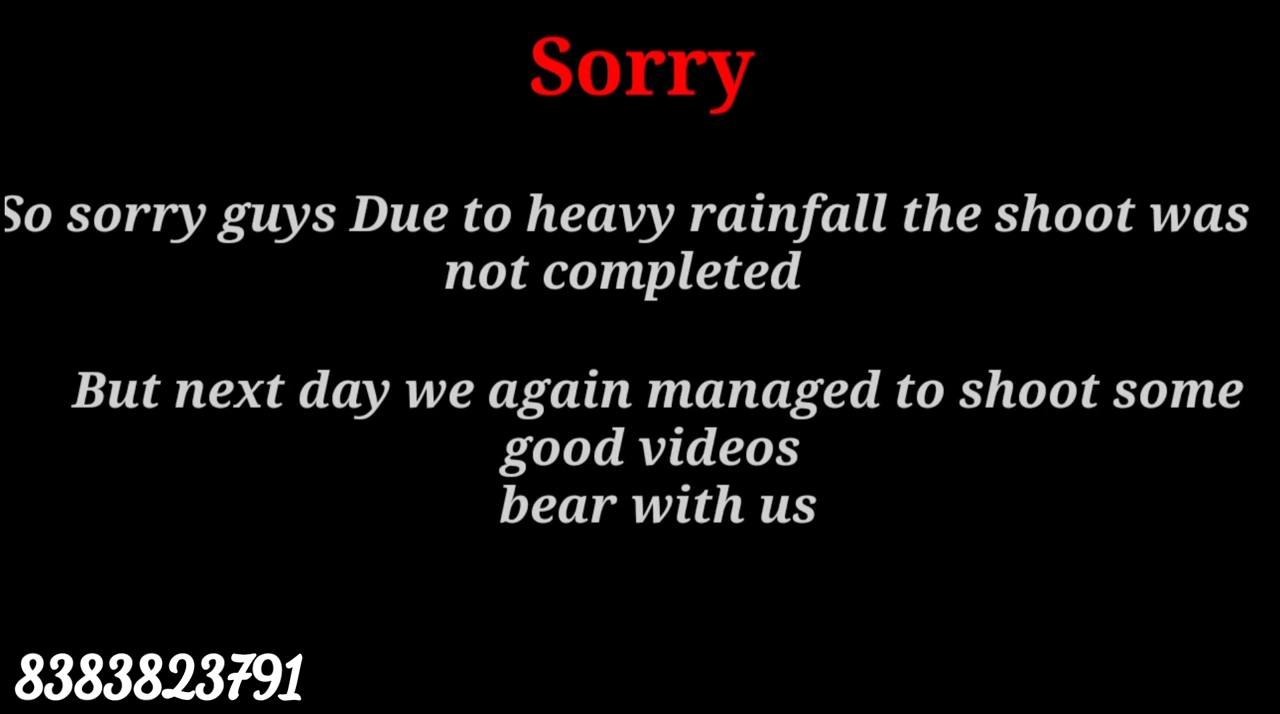 Sorry
So sorry guys Due to heavy rainfall the shoot was
not completed
But next day we again managed to shoot some
good videos
bear with us
8383823791